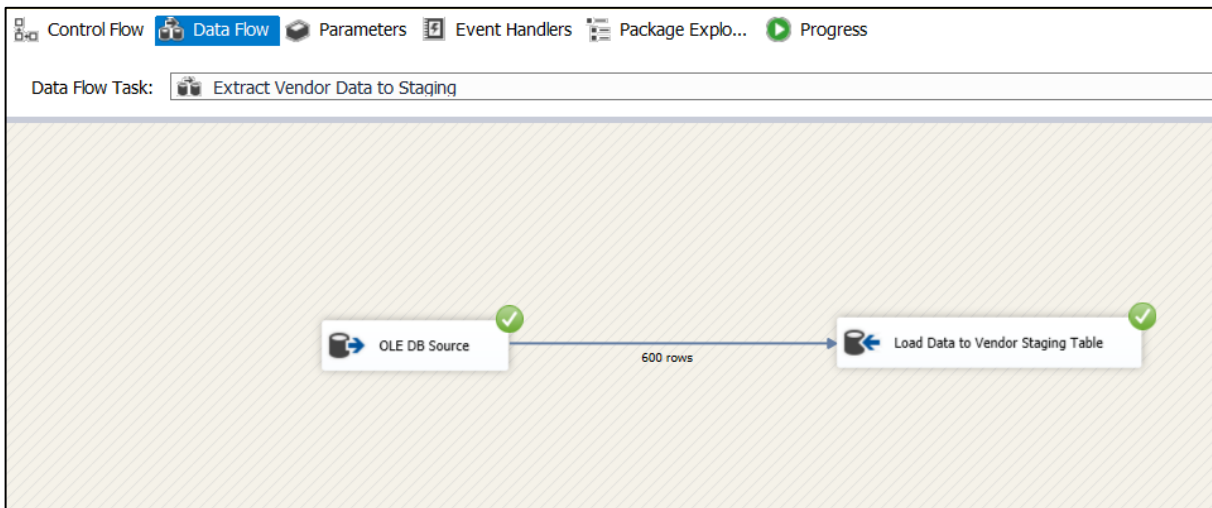 Control Flow Data Flow Parameters Event Handlers Package Explo... Progress
Data Flow Task: Extract Vendor Data to Staging
OLE DB Source
Load Data to Vendor Staging Table
600 rows